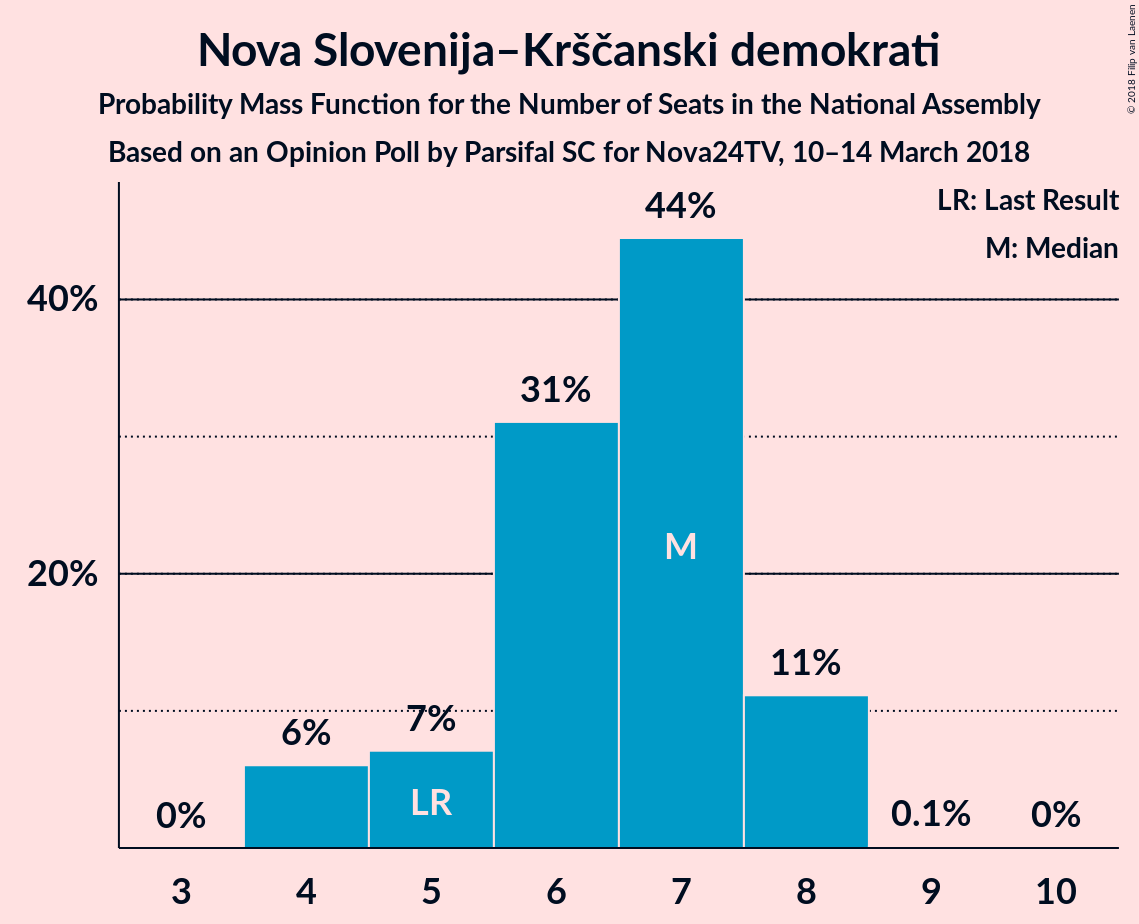 Nova Slovenija–Krščanski demokrati
Probability Mass Function for the Number of Seats in the National Assembly
Based on an Opinion Poll by Parsifal SC for Nova24TV, 10–14 March 2018
© 2018 Filip van Laenen
LR: Last Result
M: Median
44%
40%
31%
M
20%
11%
7%
6%
LR
0%
0.1%
0%
3 4 5 6 7 8 9 10